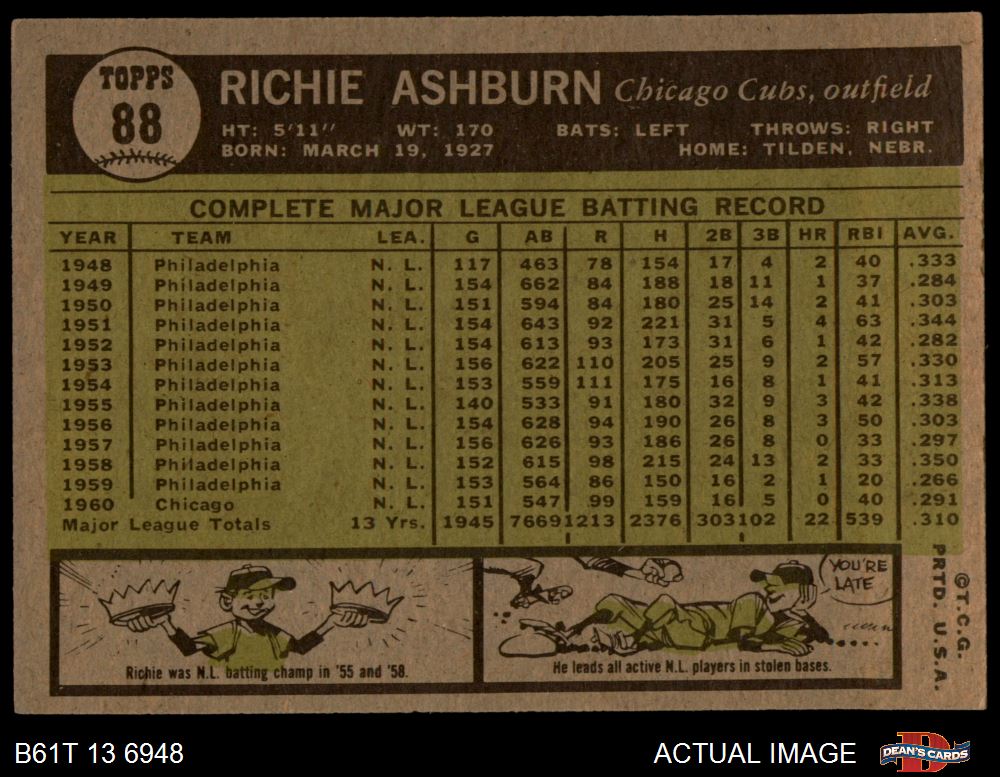 TOPPS
88
RICHIE ASHBURN Chicago Cubs, outfield
HT: 5'11" WT: 170 BATS: LEFT THROWS: RIGHT
BORN: MARCH 19, 1927 HOME: TILDEN, NEBR.
COMPLETE MAJOR LEAGUE BATTING RECORD
YEAR TEAM LEA. G AB R H 2B 3B HR RBI AVG.
1948 Philadelphia N. L. 117 463 78 154 17 4 2 40 .333
1949 Philadelphia N. L. 154 662 84 188 18 11 1 37 .284
1950 Philadelphia N. L. 151 594 84 180 25 14 2 41 .303
1951 Philadelphia N. L. 154 643 92 221 31 5 4 63 .344
1952 Philadelphia N. L. 154 613 93 173 31 6 1 42 .282
1953 Philadelphia N. L. 156 622 110 205 25 9 2 57 .330
1954 Philadelphia N. L. 153 559 111 175 16 8 1 41 .313
1955 Philadelphia N. L. 140 533 91 180 32 9 3 42 .338
1956 Philadelphia N. L. 154 628 94 190 26 8 3 50 .303
1957 Philadelphia N. L. 156 626 93 186 26 8 0 33 .297
1958 Philadelphia N. L. 152 615 98 215 24 13 2 33 .350
1959 Philadelphia N. L. 153 564 86 150 16 2 1 20 .266
1960 Chicago N. L. 151 547 99 159 16 5 0 40 .291
Major League Totals 13 Yrs. 1945 7669 1213 2376 303 102 22 539 .310
YOU'RE
LATE
Richie was N.L. batting champ in '55 and '58.
He leads all active N.L. players in stolen bases.
©T.C.G.
PRTD. U.S.A.
B61T 13 6948
ACTUAL IMAGE
DEAN'S CARDS